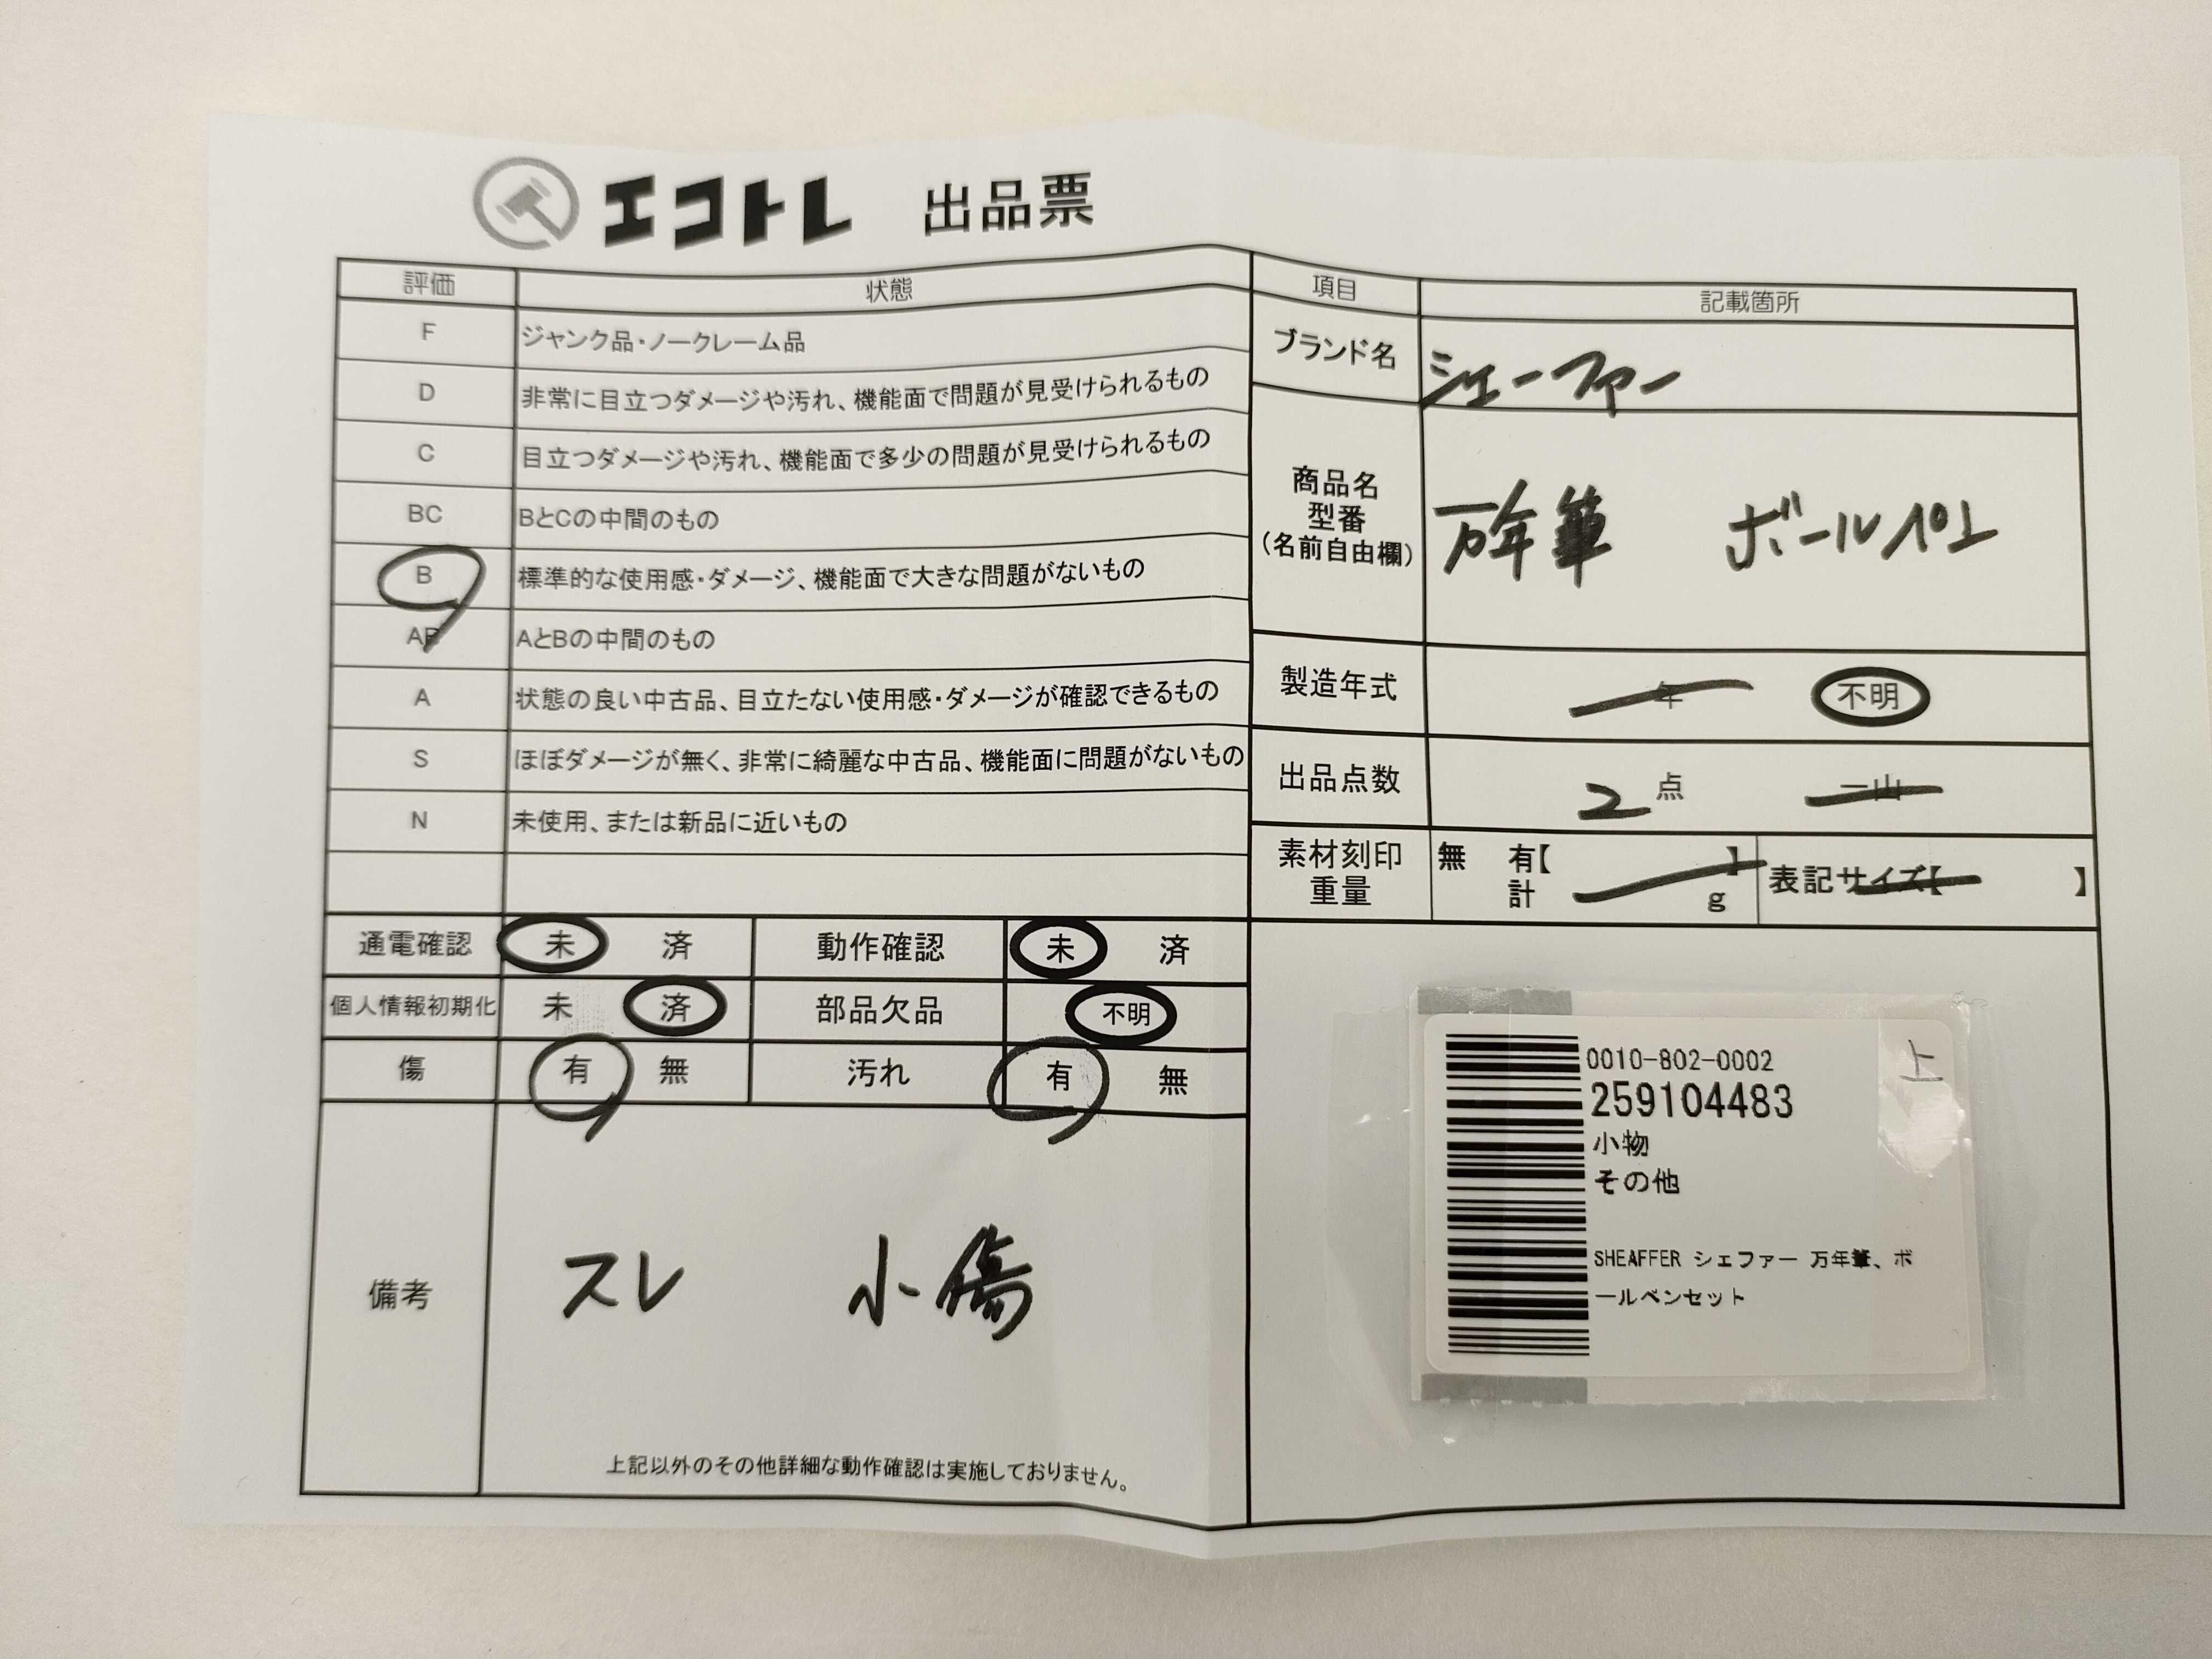 エコトレ 出品票
評価 状態
F ジャンク品・ノークレーム品
D 非常に目立つダメージや汚れ、機能面で問題が見受けられるもの
C 目立つダメージや汚れ、機能面で多少の問題が見受けられるもの
BC BとCの中間のもの
B 標準的な使用感・ダメージ、機能面で大きな問題がないもの
AB AとBの中間のもの
A 状態の良い中古品、目立たない使用感・ダメージが確認できるもの
S ほぼダメージが無く、非常に綺麗な中古品、機能面に問題がないもの
N 未使用、または新品に近いもの
通電確認 未 済 動作確認 未 済
個人情報初期化 未 済 部品欠品 不明
傷 有 無 汚れ 有 無
備考 スレ 小傷
上記以外のその他詳細な動作確認は実施しておりません。
項目 記載箇所
ブランド名 シェーファー
商品名
型番
(名前自由欄)
万年筆 ボールペン
製造年式 年 不明
出品点数 2点 一山
素材刻印 無 有【 】
重量 計 g
表記サイズ【 】
0010-802-0002
上
259104483
小物
その他
SHEAFFER シェファー 万年筆、ボ
ールペンセット